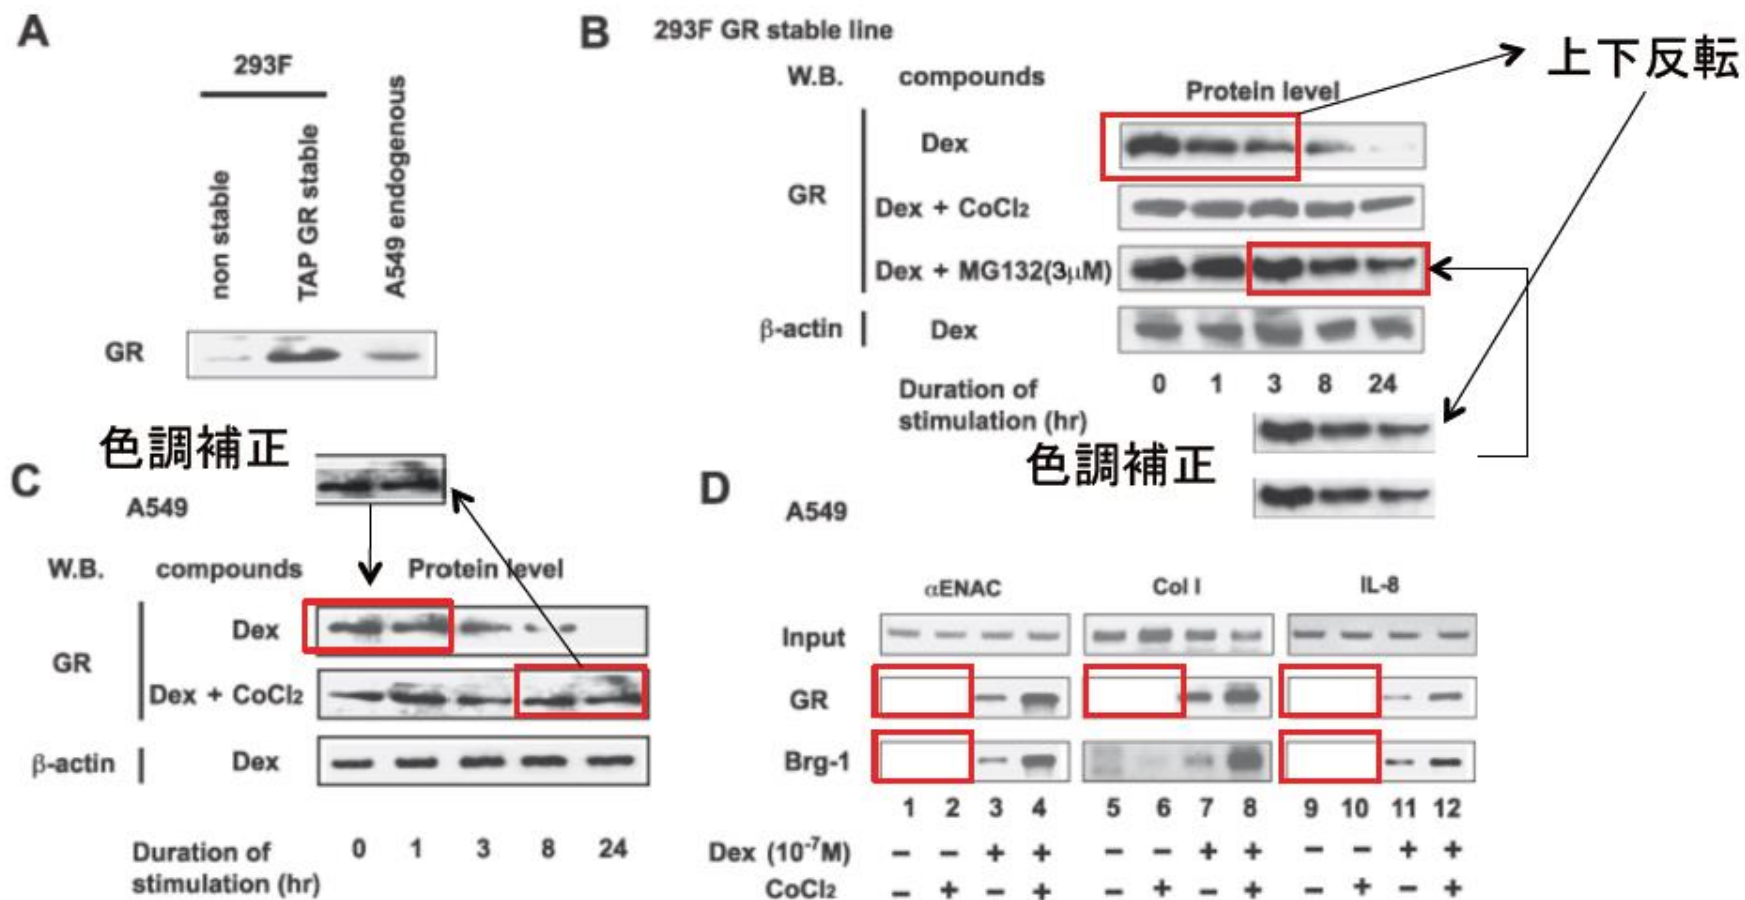 A
293F
non stable
TAP GR stable
A549 endogenous
GR
B 293F GR stable line
W.B. compounds Protein level
上下反転
GR
Dex
Dex + CoCl2
Dex + MG132(3μM)
β-actin Dex
Duration of stimulation (hr) 0 1 3 8 24
色調補正
色調補正
C
A549
W.B. compounds Protein level
GR
Dex
Dex + CoCl2
β-actin Dex
Duration of stimulation (hr) 0 1 3 8 24
D
A549
αENAC Col I IL-8
Input
GR
Brg-1
1 2 3 4 5 6 7 8 9 10 11 12
Dex (10-7M) – – + + – – + + – – + +
CoCl2 – + – + – + – + – + – +